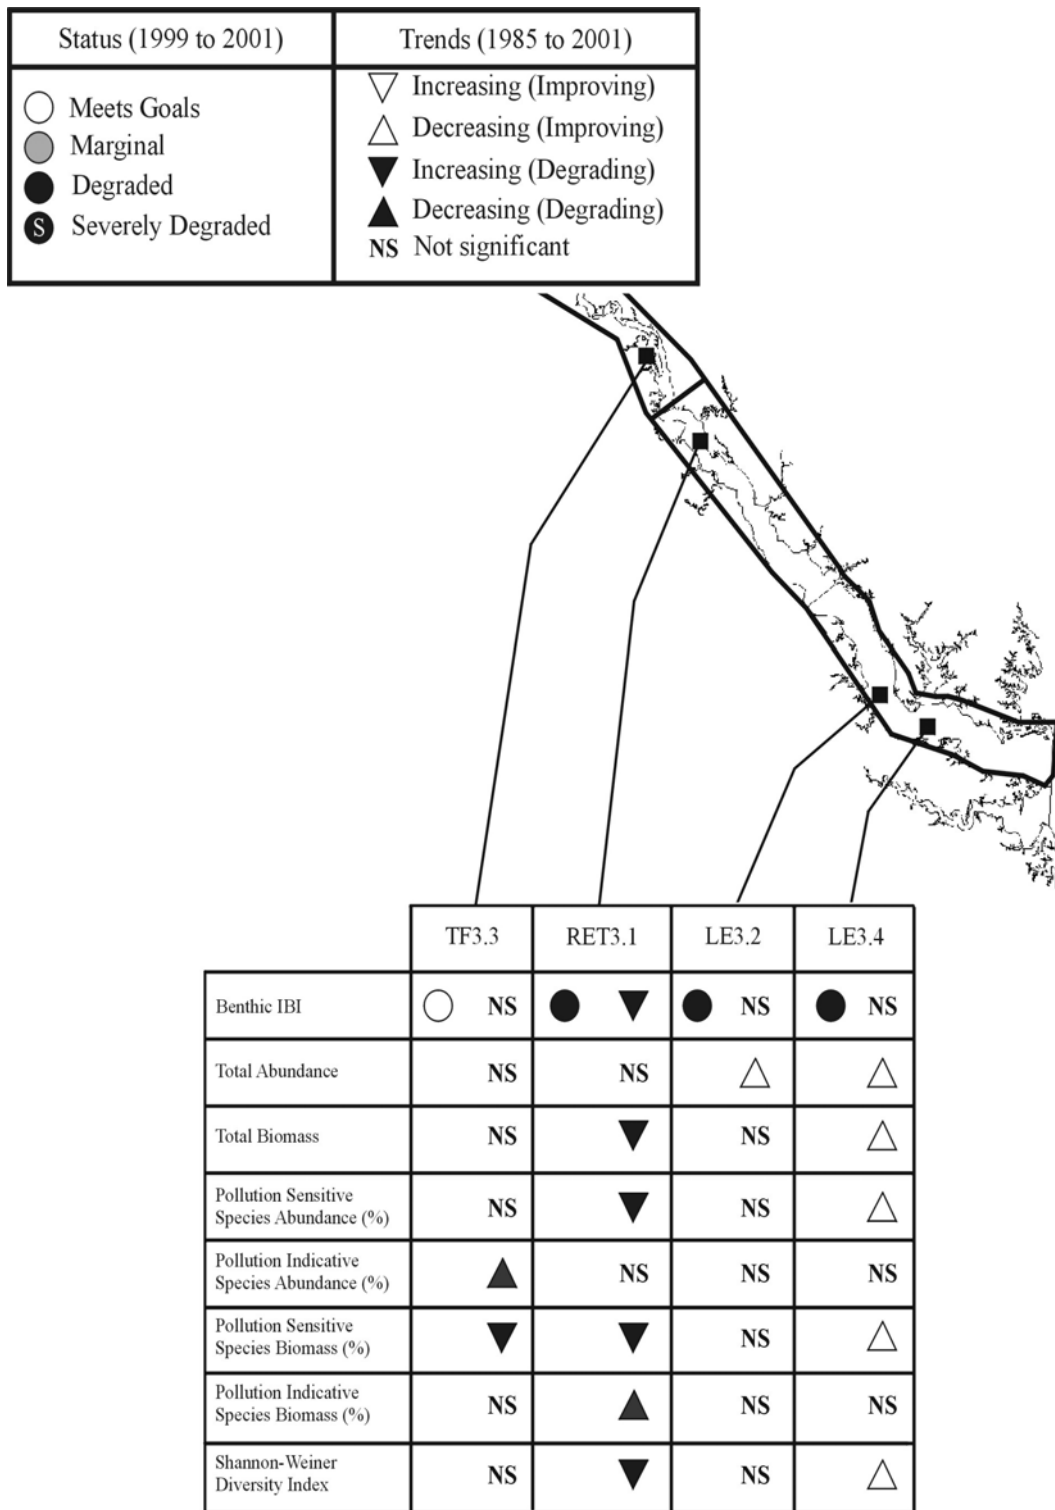 Status (1999 to 2001)
Trends (1985 to 2001)
Meets Goals
Marginal
Degraded
S Severely Degraded
Increasing (Improving)
Decreasing (Improving)
Increasing (Degrading)
Decreasing (Degrading)
NS Not significant
TF3.3 RET3.1 LE3.2 LE3.4
Benthic IBI NS NS NS
Total Abundance NS NS
Total Biomass NS NS
Pollution Sensitive
Species Abundance (%) NS NS
Pollution Indicative
Species Abundance (%) NS NS NS
Pollution Sensitive
Species Biomass (%) NS
Pollution Indicative
Species Biomass (%) NS NS NS
Shannon-Weiner
Diversity Index NS NS